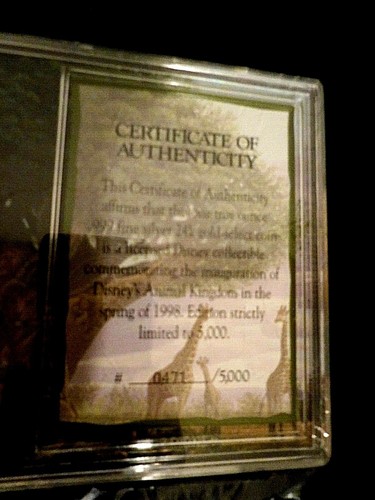 CERTIFICATE OF
AUTHENTICITY
This Certificate of Authenticity
affirms that the one troy ounce
.999 fine silver 24k gold-select coin
is a licensed Disney collectible
commemorating the inauguration of
Disney's Animal Kingdom in the
spring of 1998. Edition strictly
limited to 5,000.
# 0471 /5,000